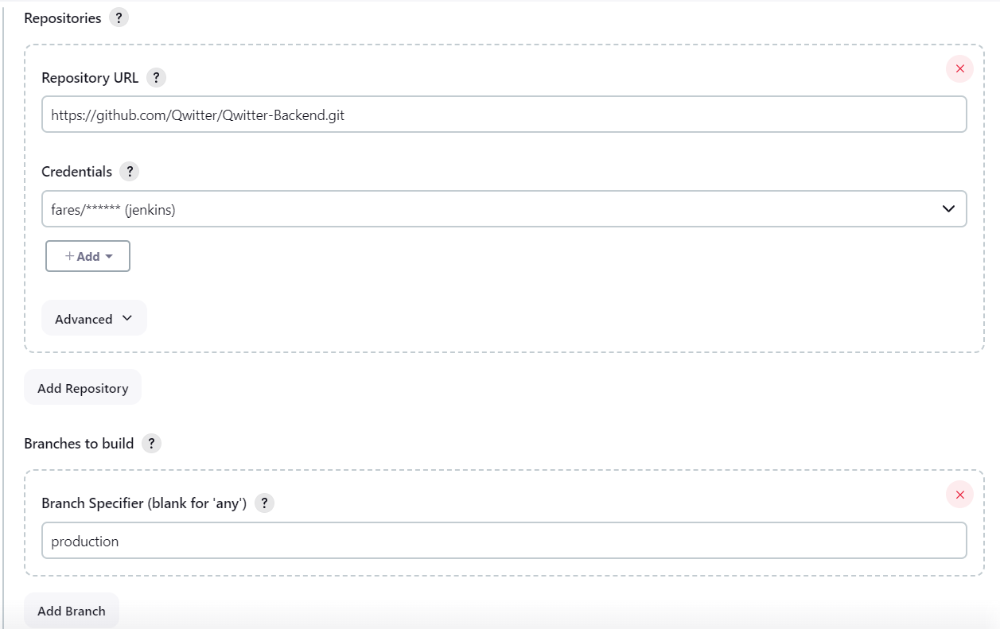 Repositories ?
Repository URL ?
https://github.com/Qwitter/Qwitter-Backend.git
Credentials ?
fares/****** (jenkins)
+ Add
Advanced
Add Repository
Branches to build ?
Branch Specifier (blank for 'any') ?
production
Add Branch